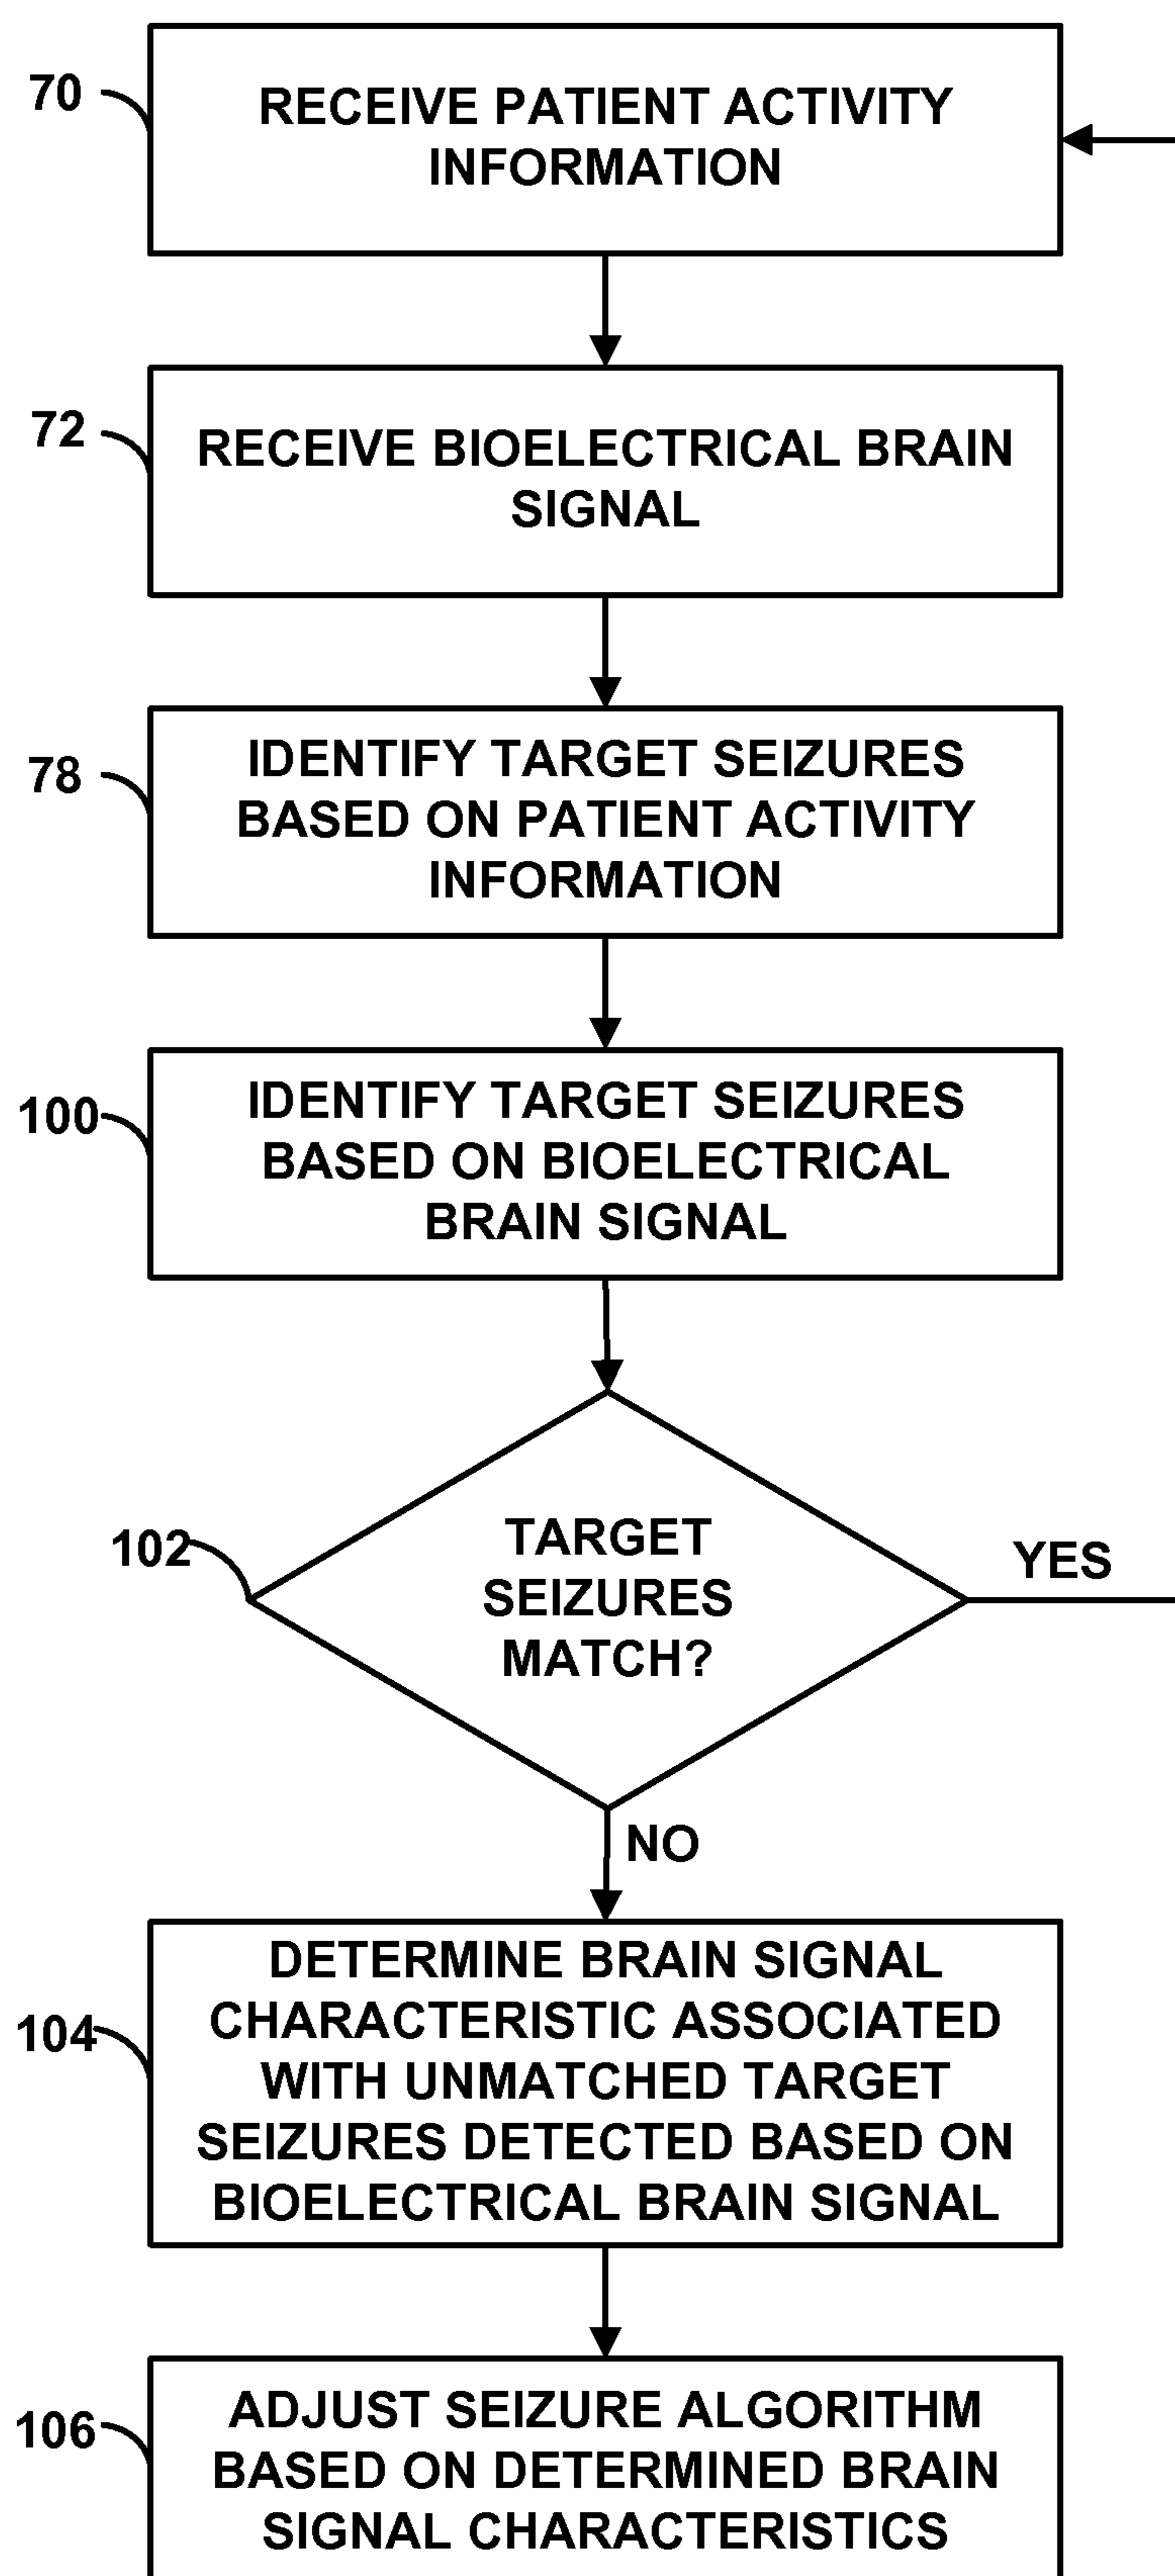 70
RECEIVE PATIENT ACTIVITY
INFORMATION
72
RECEIVE BIOELECTRICAL BRAIN
SIGNAL
78
IDENTIFY TARGET SEIZURES
BASED ON PATIENT ACTIVITY
INFORMATION
100
IDENTIFY TARGET SEIZURES
BASED ON BIOELECTRICAL
BRAIN SIGNAL
102
TARGET
SEIZURES
MATCH?
YES
NO
104
DETERMINE BRAIN SIGNAL
CHARACTERISTIC ASSOCIATED
WITH UNMATCHED TARGET
SEIZURES DETECTED BASED ON
BIOELECTRICAL BRAIN SIGNAL
106
ADJUST SEIZURE ALGORITHM
BASED ON DETERMINED BRAIN
SIGNAL CHARACTERISTICS